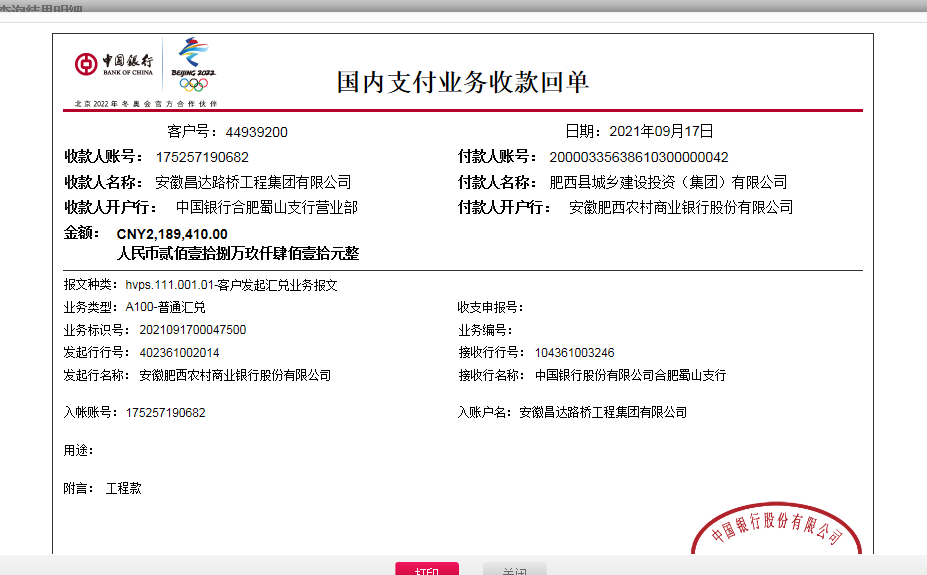 查询结果明细
中国银行
BANK OF CHINA
BEIJING 2022
北京2022年冬奥会官方合作伙伴
国内支付业务收款回单
客户号：44939200
日期：2021年09月17日
收款人账号：175257190682
付款人账号：20000335638610300000042
收款人名称：安徽昌达路桥工程集团有限公司
付款人名称：肥西县城乡建设投资（集团）有限公司
收款人开户行：中国银行合肥蜀山支行营业部
付款人开户行：安徽肥西农村商业银行股份有限公司
金额：CNY2,189,410.00
人民币贰佰壹拾捌万玖仟肆佰壹拾元整
报文种类：hvps.111.001.01-客户发起汇兑业务报文
业务类型：A100-普通汇兑
收支申报号：
业务标识号：2021091700047500
业务编号：
发起行行号：402361002014
接收行行号：104361003246
发起行名称：安徽肥西农村商业银行股份有限公司
接收行名称：中国银行股份有限公司合肥蜀山支行
入帐账号：175257190682
入账户名：安徽昌达路桥工程集团有限公司
用途：
附言：工程款
中国银行股份有限公司
打印
关闭